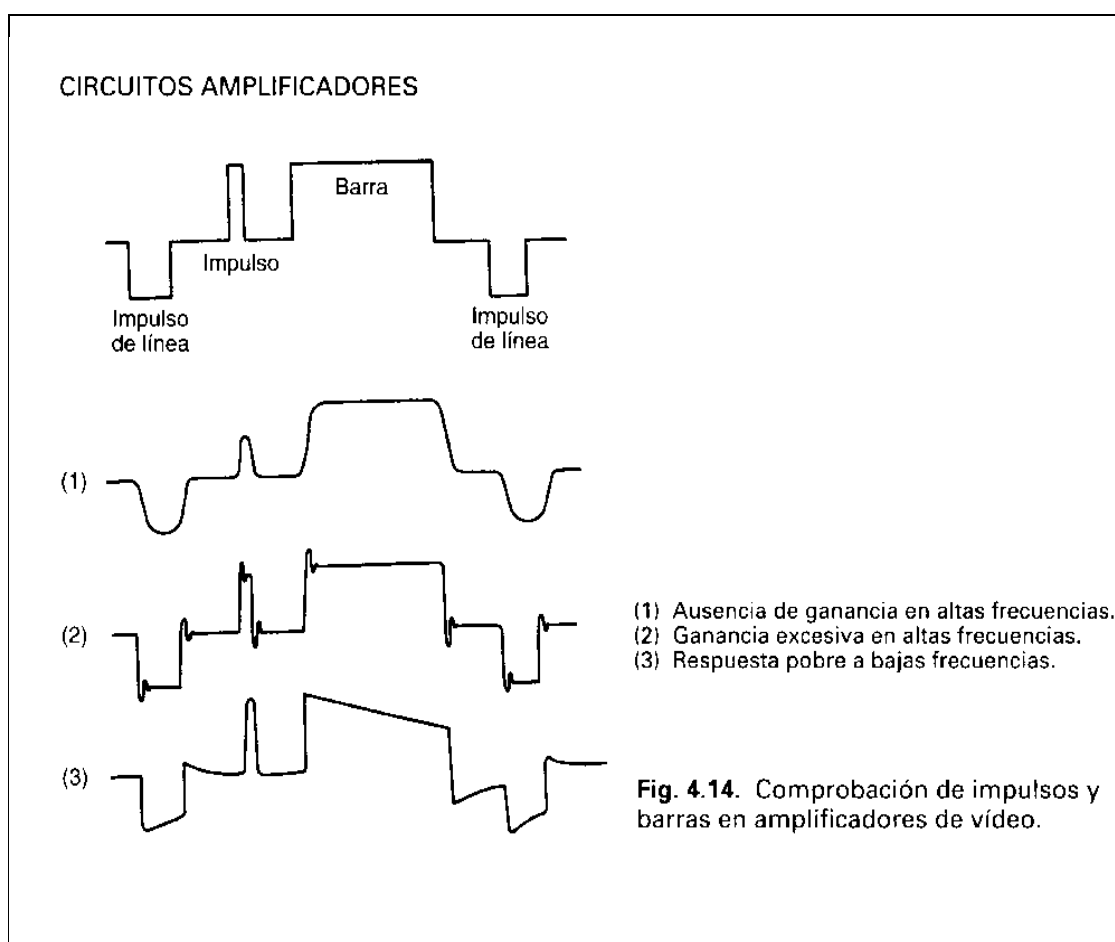 CIRCUITOS AMPLIFICADORES
Barra
Impulso
Impulso
de línea
Impulso
de línea
(1)
(2)
(3)
(1) Ausencia de ganancia en altas frecuencias.
(2) Ganancia excesiva en altas frecuencias.
(3) Respuesta pobre a bajas frecuencias.
Fig. 4.14. Comprobación de impulsos y
barras en amplificadores de vídeo.